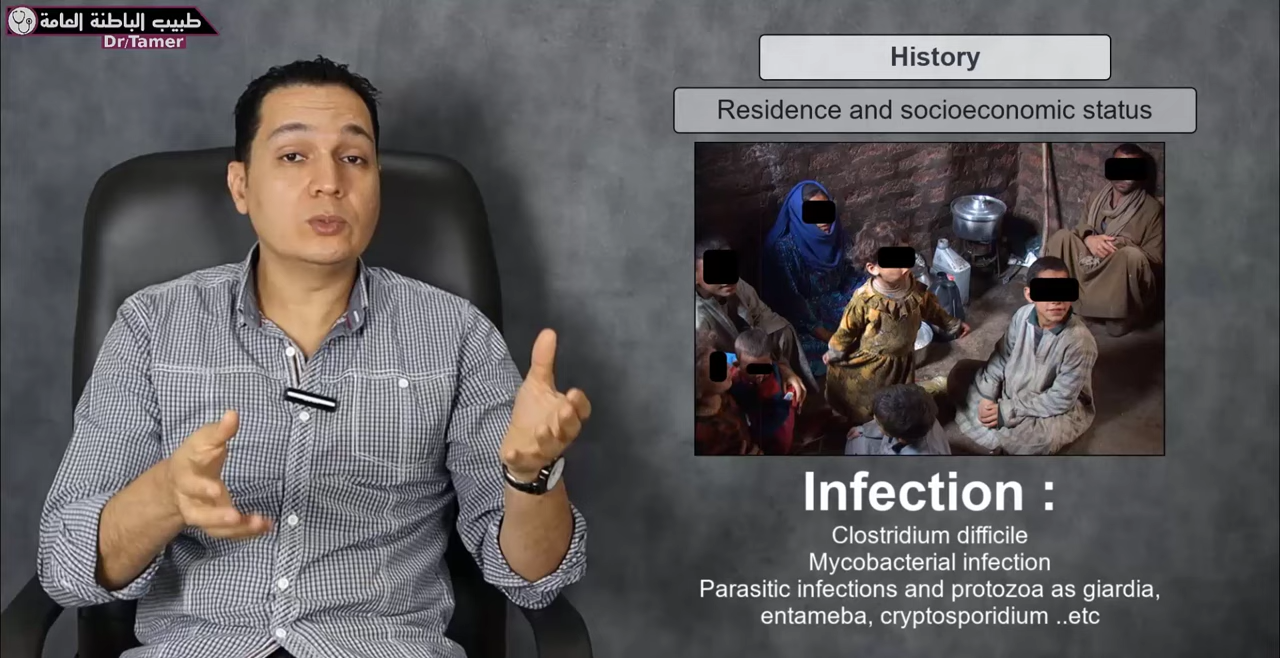 طبيب الباطنة العامة
Dr/Tamer
History
Residence and socioeconomic status
Infection :
Clostridium difficile
Mycobacterial infection
Parasitic infections and protozoa as giardia,
entameba, cryptosporidium ..etc